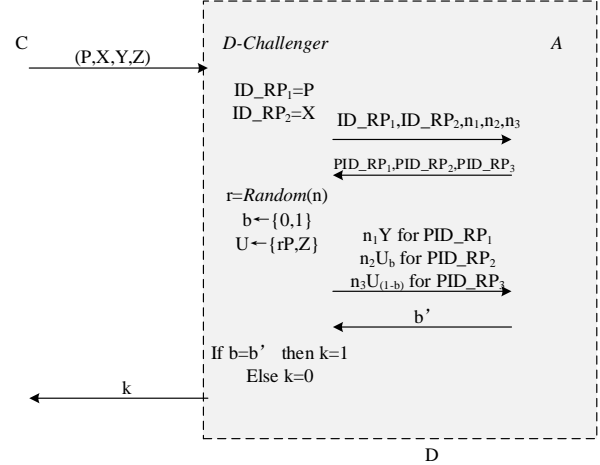 C
D-Challenger
A
(P,X,Y,Z)
ID_RP₁=P
ID_RP₂=X
ID_RP₁,ID_RP₂,n₁,n₂,n₃
PID_RP₁,PID_RP₂,PID_RP₃
r=Random(n)
b←{0,1}
U←{rP,Z}
n₁Y for PID_RP₁
n₂U_b for PID_RP₂
n₃U₍₁₋b₎ for PID_RP₃
b’
If b=b’ then k=1
Else k=0
k
D